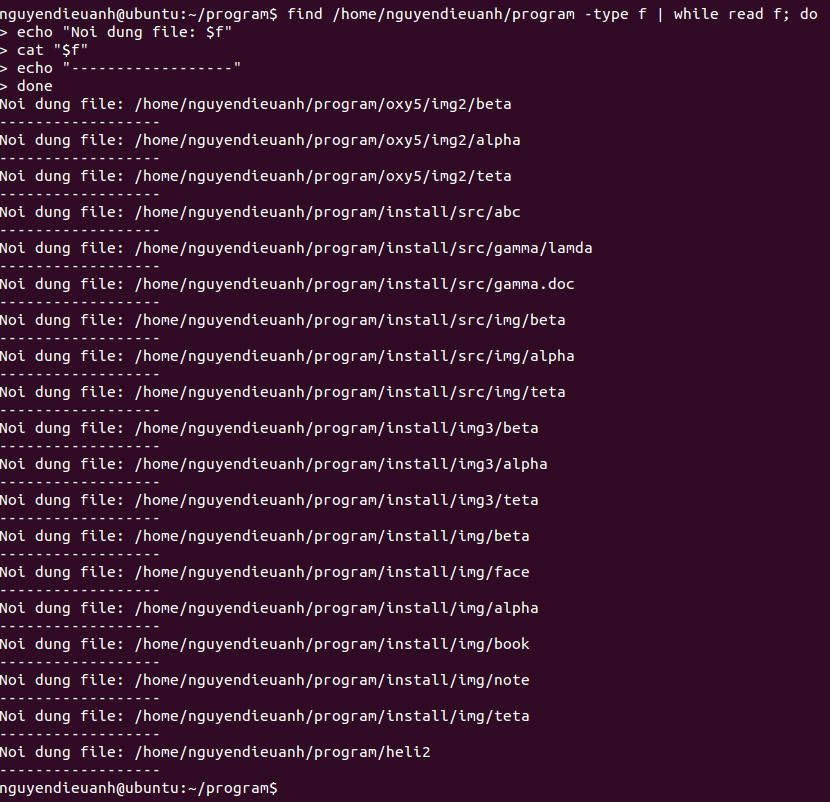 nguyendieuanh@ubuntu:~/program$ find /home/nguyendieuanh/program -type f | while read f; do
> echo "Noi dung file: $f"
> cat "$f"
> echo "------------------"
> done
Noi dung file: /home/nguyendieuanh/program/oxy5/img2/beta
------------------
Noi dung file: /home/nguyendieuanh/program/oxy5/img2/alpha
------------------
Noi dung file: /home/nguyendieuanh/program/oxy5/img2/teta
------------------
Noi dung file: /home/nguyendieuanh/program/install/src/abc
------------------
Noi dung file: /home/nguyendieuanh/program/install/src/gamma/lamda
------------------
Noi dung file: /home/nguyendieuanh/program/install/src/gamma.doc
------------------
Noi dung file: /home/nguyendieuanh/program/install/src/img/beta
------------------
Noi dung file: /home/nguyendieuanh/program/install/src/img/alpha
------------------
Noi dung file: /home/nguyendieuanh/program/install/src/img/teta
------------------
Noi dung file: /home/nguyendieuanh/program/install/img3/beta
------------------
Noi dung file: /home/nguyendieuanh/program/install/img3/alpha
------------------
Noi dung file: /home/nguyendieuanh/program/install/img3/teta
------------------
Noi dung file: /home/nguyendieuanh/program/install/img/beta
------------------
Noi dung file: /home/nguyendieuanh/program/install/img/face
------------------
Noi dung file: /home/nguyendieuanh/program/install/img/alpha
------------------
Noi dung file: /home/nguyendieuanh/program/install/img/book
------------------
Noi dung file: /home/nguyendieuanh/program/install/img/note
------------------
Noi dung file: /home/nguyendieuanh/program/install/img/teta
------------------
Noi dung file: /home/nguyendieuanh/program/heli2
------------------
nguyendieuanh@ubuntu:~/program$